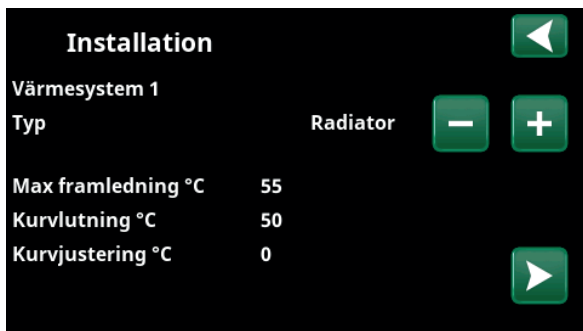 Installation
Värmesystem 1
Typ Radiator
Max framledning °C 55
Kurvlutning °C 50
Kurvjustering °C 0